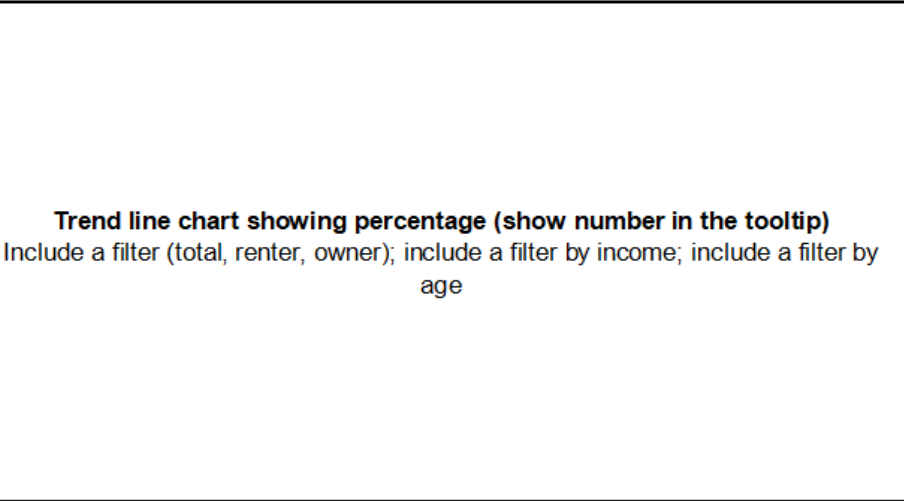 Trend line chart showing percentage (show number in the tooltip)
Include a filter (total, renter, owner); include a filter by income; include a filter by
age